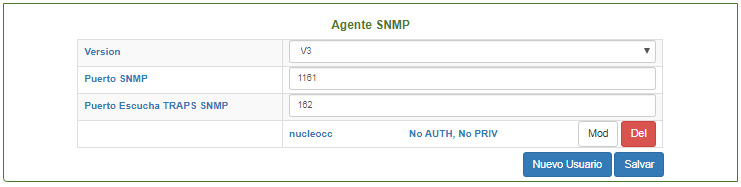 Agente SNMP
Version V3
Puerto SNMP 1161
Puerto Escucha TRAPS SNMP 162
nucleocc No AUTH, No PRIV Mod Del
Nuevo Usuario Salvar